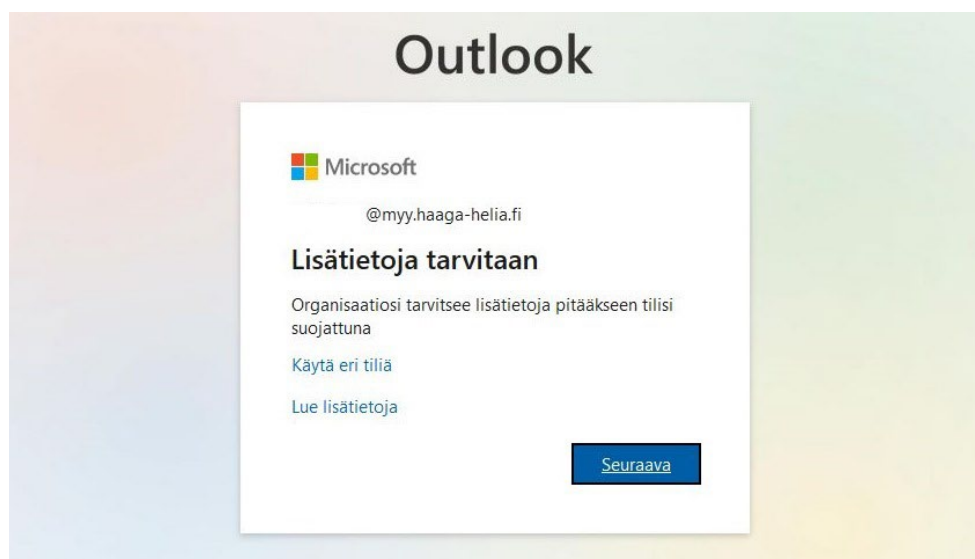 Outlook
Microsoft
@myy.haaga-helia.fi
Lisätietoja tarvitaan
Organisaatiosi tarvitsee lisätietoja pitääkseen tilisi
suojattuna
Käytä eri tiliä
Lue lisätietoja
Seuraava